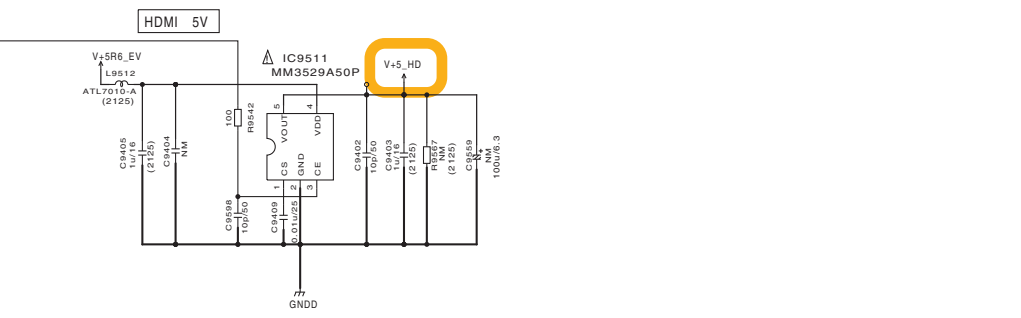 HDMI 5V
V+5R6_EV
L9512
ATL7010-A
(2125)
IC9511
MM3529A50P
V+5_HD
100
R9542
5
4
VOUT
VDD
CS
GND
CE
1
2
3
C9405
1u/16
(2125)
C9404
NM
C9598
10p/50
C9409
0.01u/25
C9402
10p/50
C9403
1u/16
(2125)
R9567
NM
(2125)
C9559
NM
100u/6.3
+
GNDD